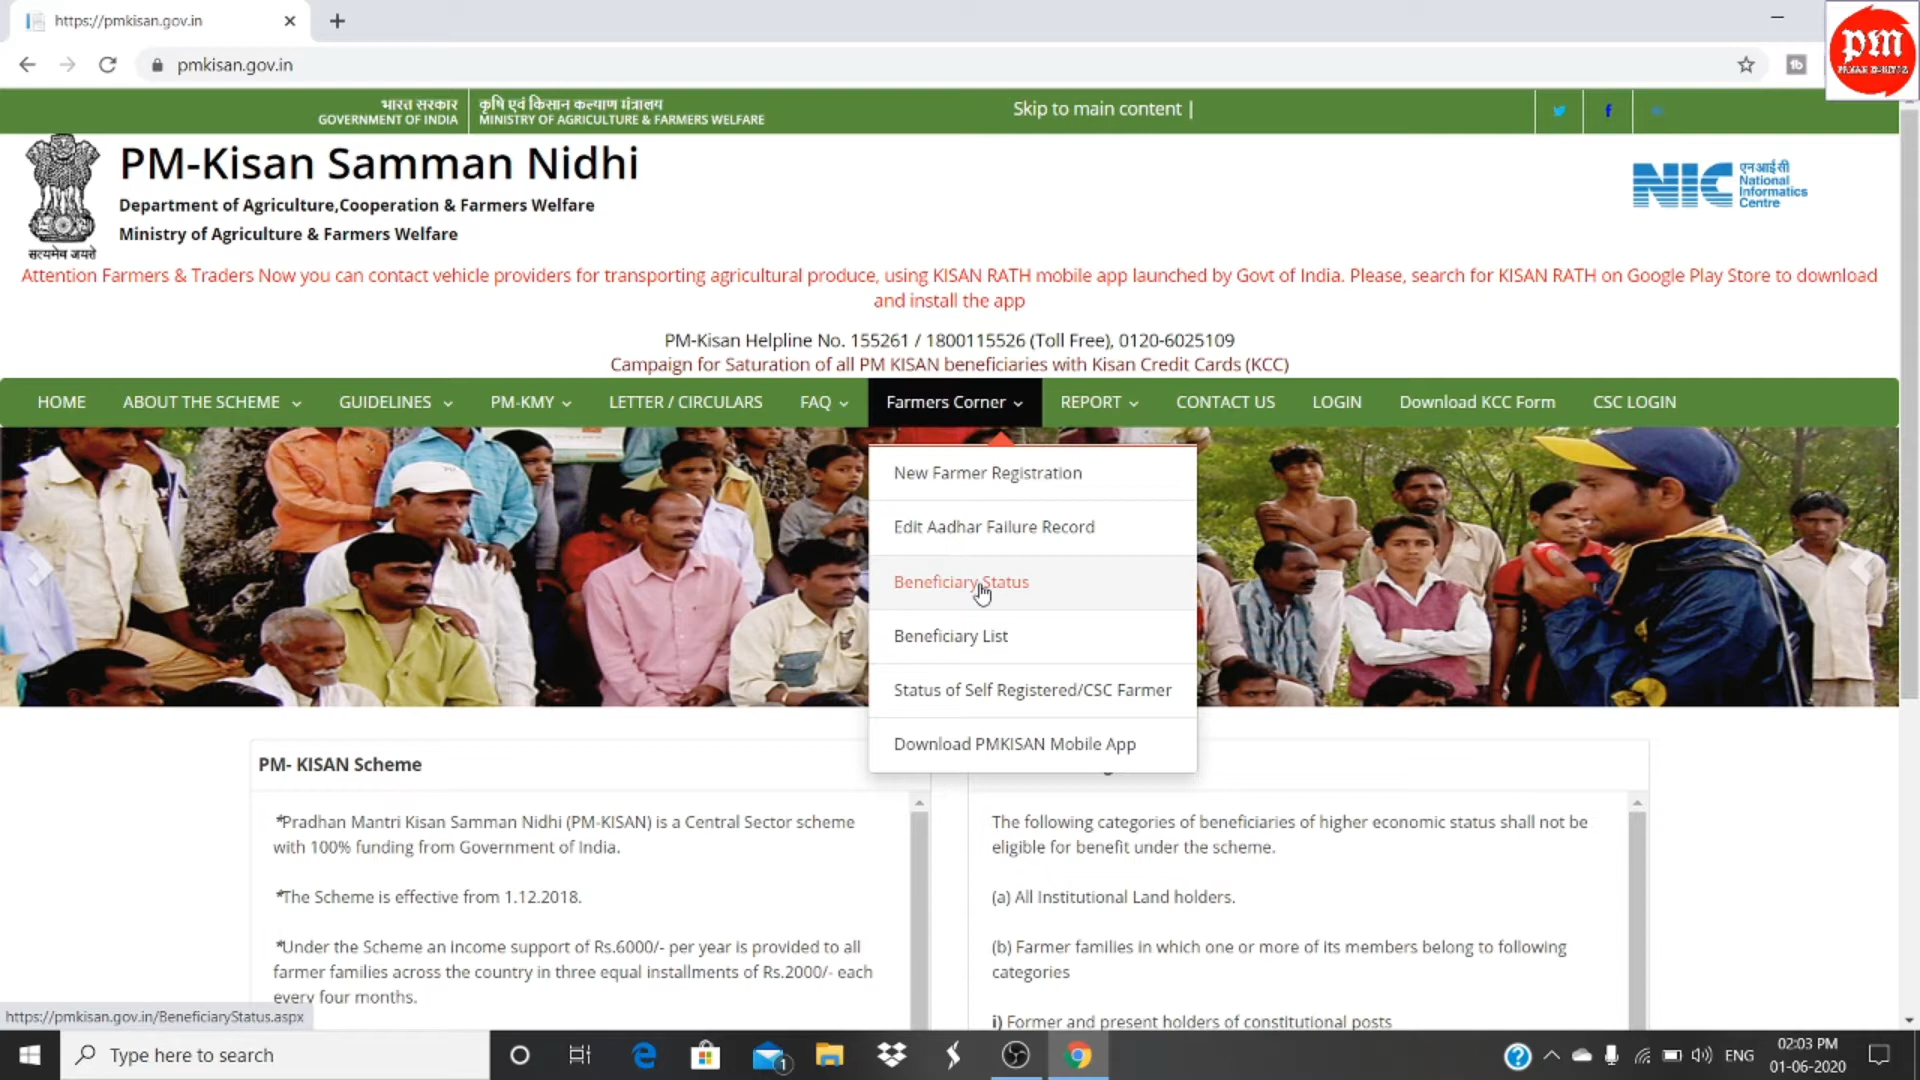 https://pmkisan.gov.in
pmkisan.gov.in
pm
भारत सरकार
GOVERNMENT OF INDIA
कृषि एवं किसान कल्याण मंत्रालय
MINISTRY OF AGRICULTURE & FARMERS WELFARE
Skip to main content |
PM-Kisan Samman Nidhi
Department of Agriculture,Cooperation & Farmers Welfare
Ministry of Agriculture & Farmers Welfare
सत्यमेव जयते
NIC
एन आई सी
National
Informatics
Centre
Attention Farmers & Traders Now you can contact vehicle providers for transporting agricultural produce, using KISAN RATH mobile app launched by Govt of India. Please, search for KISAN RATH on Google Play Store to download
and install the app
PM-Kisan Helpline No. 155261 / 1800115526 (Toll Free), 0120-6025109
Campaign for Saturation of all PM KISAN beneficiaries with Kisan Credit Cards (KCC)
HOME ABOUT THE SCHEME GUIDELINES PM-KMY LETTER / CIRCULARS FAQ Farmers Corner REPORT CONTACT US LOGIN Download KCC Form CSC LOGIN
New Farmer Registration
Edit Aadhar Failure Record
Beneficiary Status
Beneficiary List
Status of Self Registered/CSC Farmer
Download PMKISAN Mobile App
PM- KISAN Scheme
*Pradhan Mantri Kisan Samman Nidhi (PM-KISAN) is a Central Sector scheme
with 100% funding from Government of India.
*The Scheme is effective from 1.12.2018.
*Under the Scheme an income support of Rs.6000/- per year is provided to all
farmer families across the country in three equal installments of Rs.2000/- each
every four months.
The following categories of beneficiaries of higher economic status shall not be
eligible for benefit under the scheme.
(a) All Institutional Land holders.
(b) Farmer families in which one or more of its members belong to following
categories
i) Former and present holders of constitutional posts
https://pmkisan.gov.in/BeneficiaryStatus.aspx
Type here to search
1
ENG
02:03 PM
01-06-2020